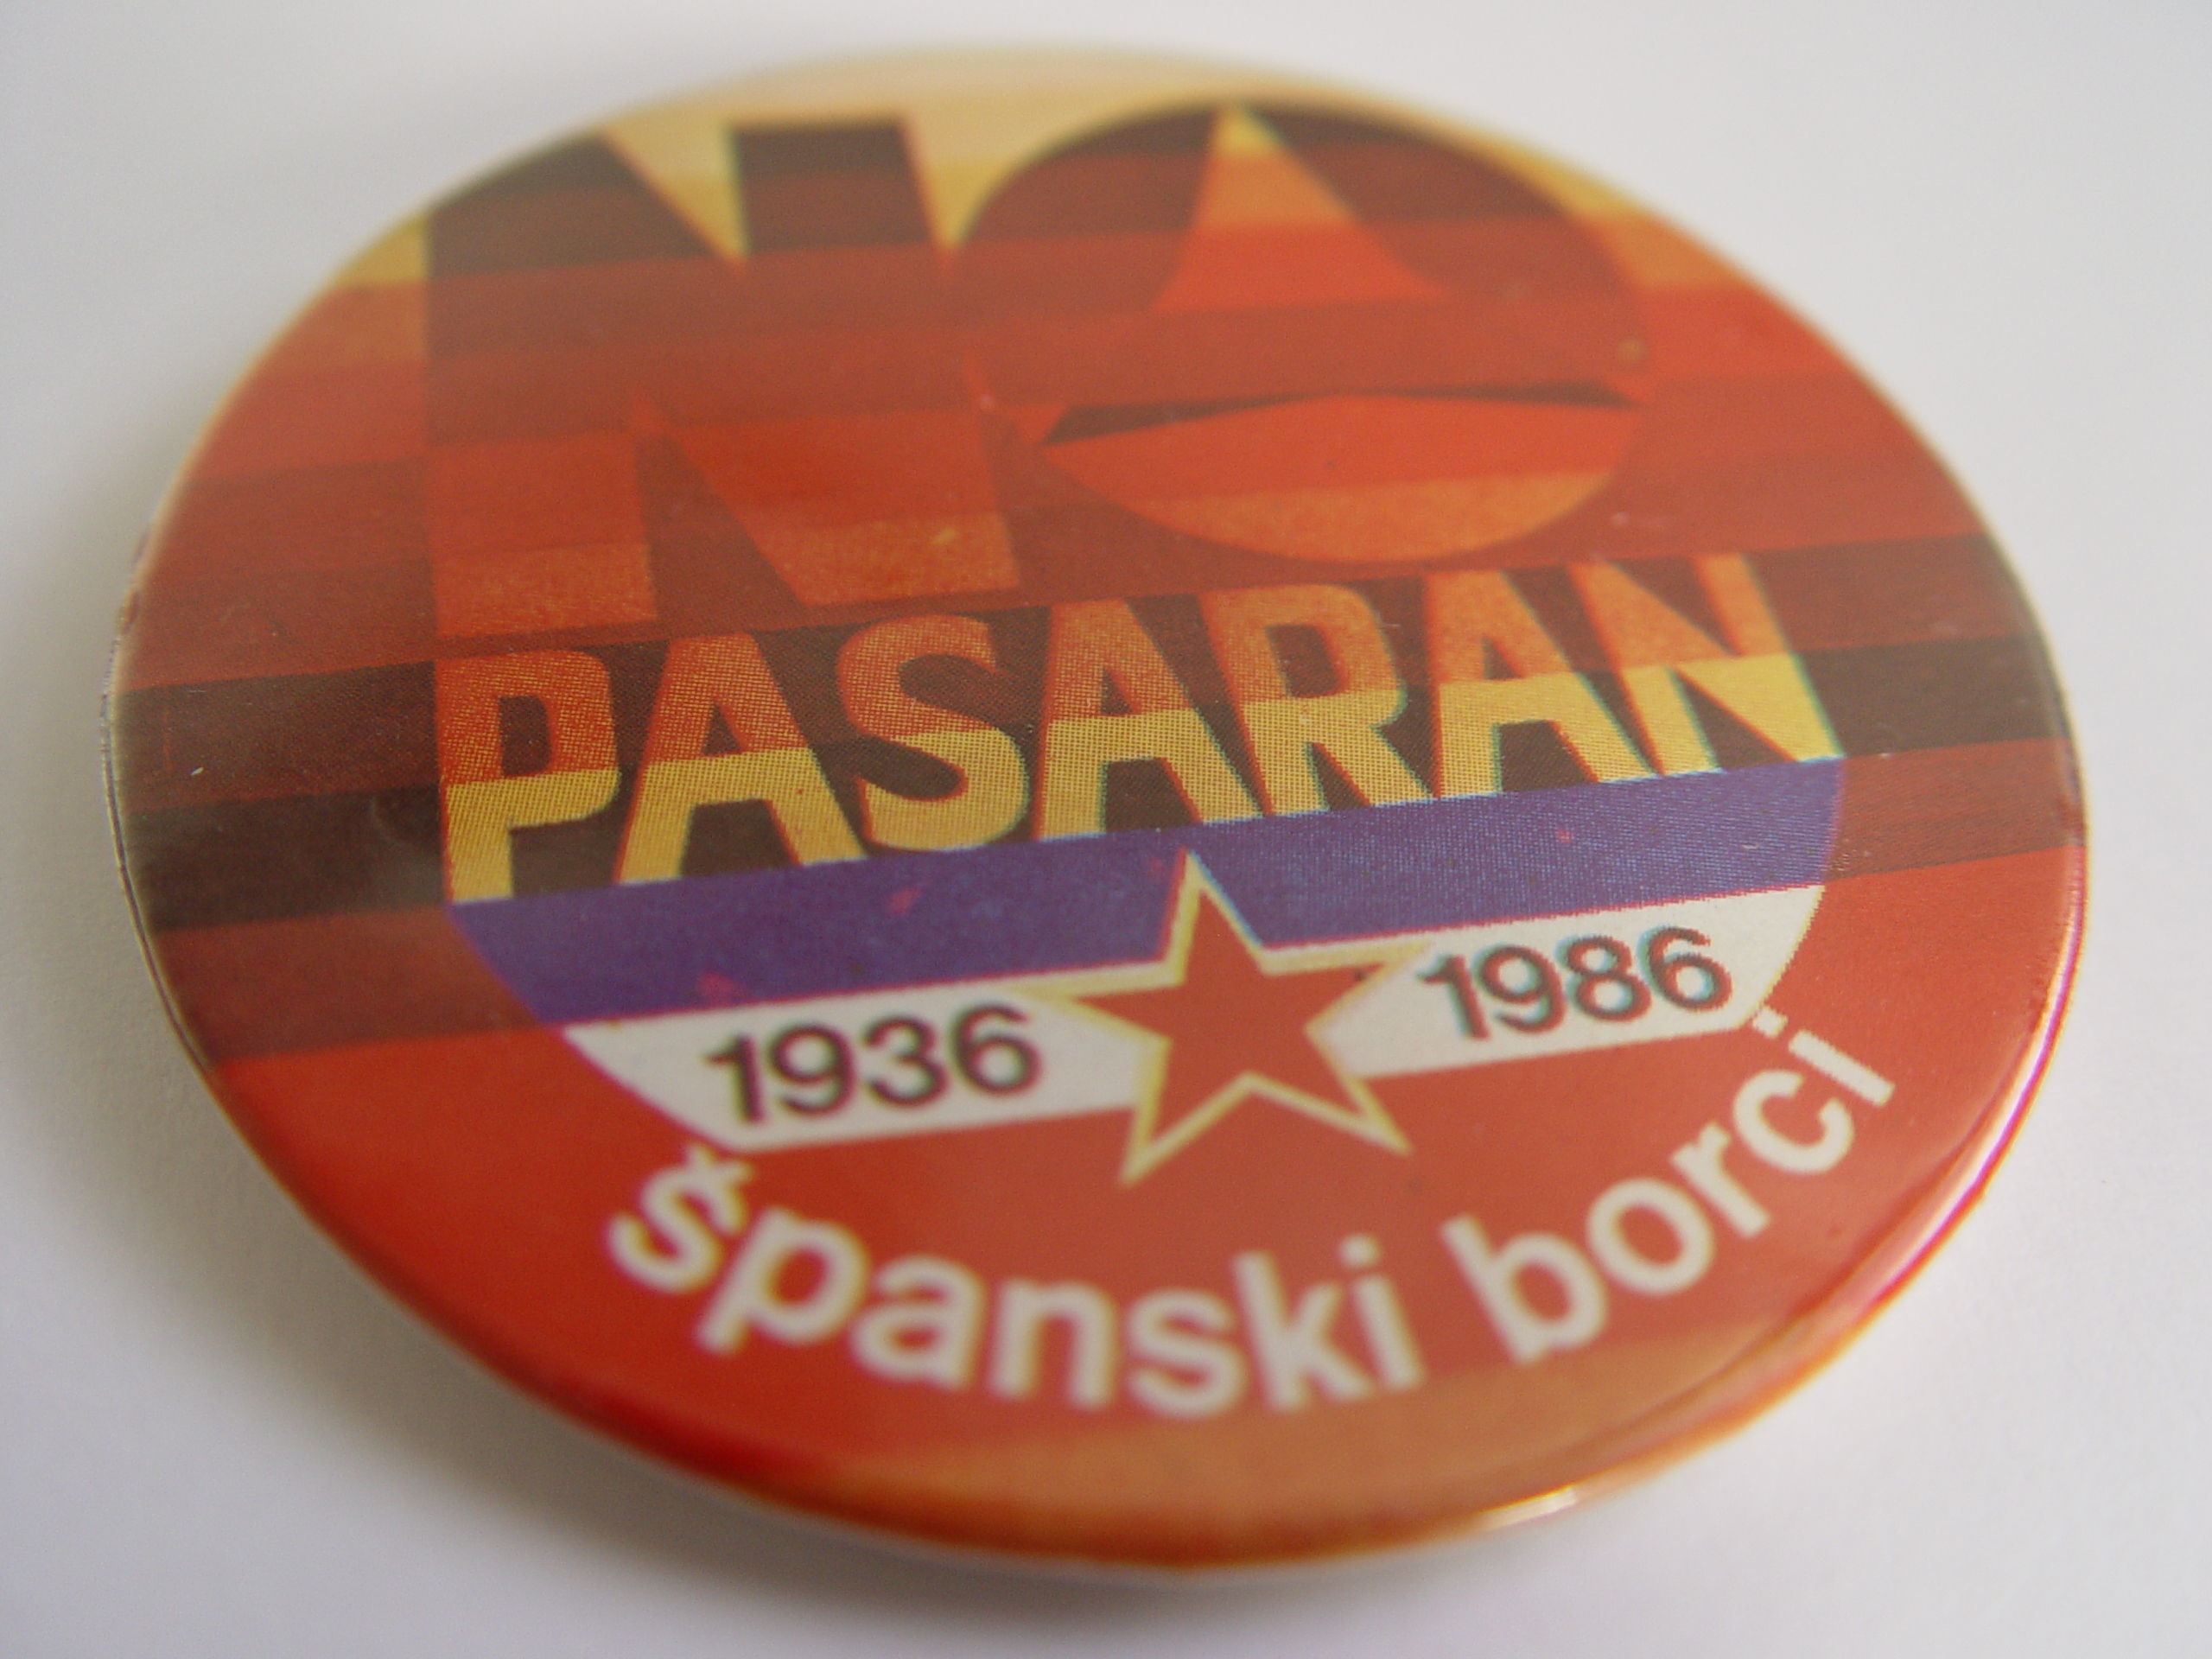 NO
PASARAN
1936 1986
španski borci